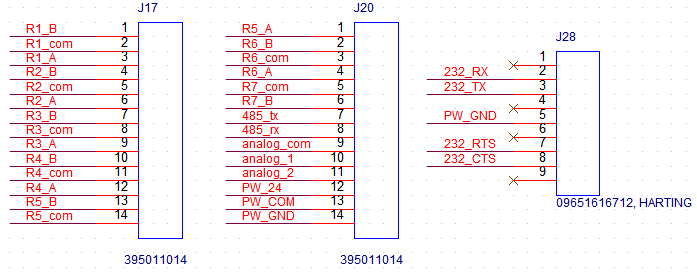 J17
R1_B 1
R1_com 2
R1_A 3
R2_B 4
R2_com 5
R2_A 6
R3_B 7
R3_com 8
R3_A 9
R4_B 10
R4_com 11
R4_A 12
R5_B 13
R5_com 14
395011014
J20
R5_A 1
R6_B 2
R6_com 3
R6_A 4
R7_com 5
R7_B 6
485_tx 7
485_rx 8
analog_com 9
analog_1 10
analog_2 11
PW_24 12
PW_COM 13
PW_GND 14
395011014
J28
1
232_RX 2
232_TX 3
4
PW_GND 5
6
232_RTS 7
232_CTS 8
9
09651616712, HARTING